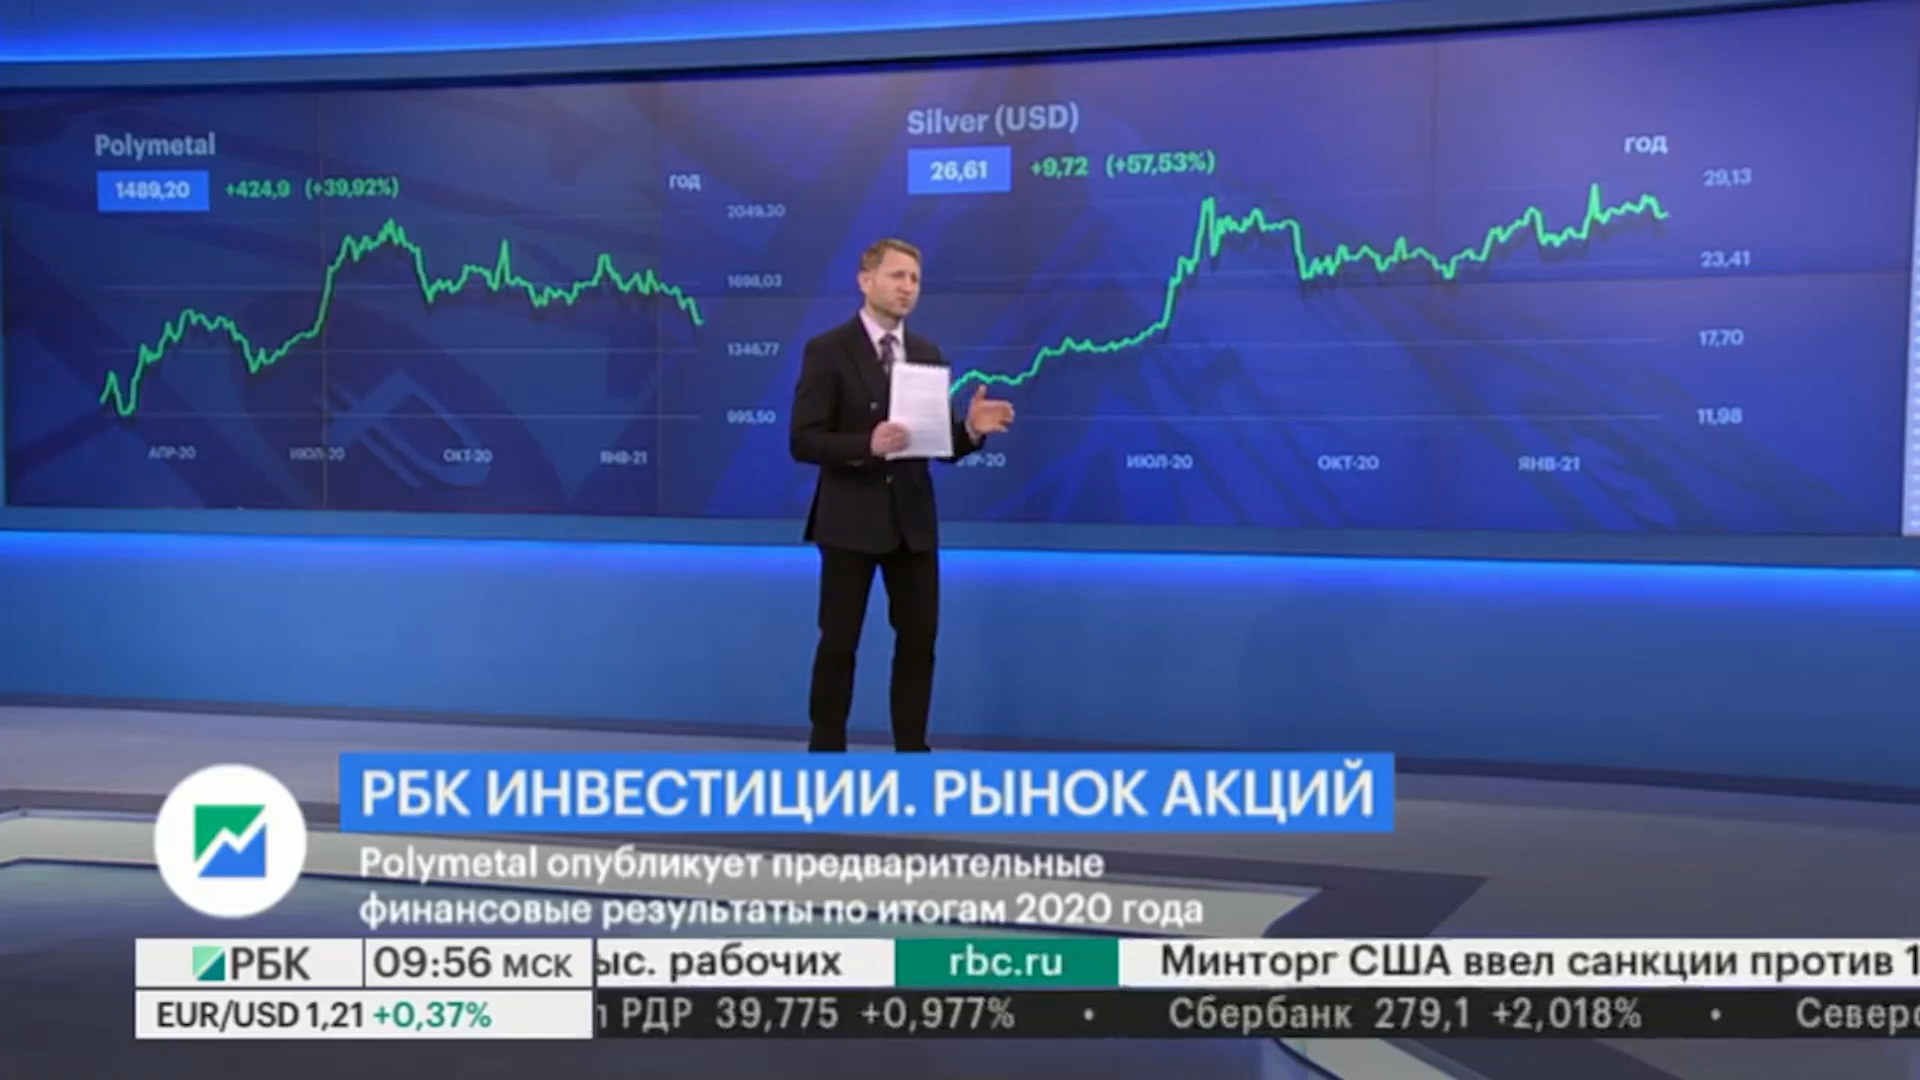 Polymetal
1489,20 +424,9 (+39,92%)
год
2049,30
1698,03
1346,77
995,50
АПР-20 ИЮЛ-20 ОКТ-20 ЯНВ-21
Silver (USD)
26,61 +9,72 (+57,53%)
год
29,13
23,41
17,70
11,98
ИЮЛ-20 ОКТ-20 ЯНВ-21
РБК ИНВЕСТИЦИИ. РЫНОК АКЦИЙ
Polymetal опубликует предварительные
финансовые результаты по итогам 2020 года
РБК 09:56 МСК ыс. рабочих rbc.ru Минторг США ввел санкции против 1
EUR/USD 1,21 +0,37% РДР 39,775 +0,977% • Сбербанк 279,1 +2,018% • Север